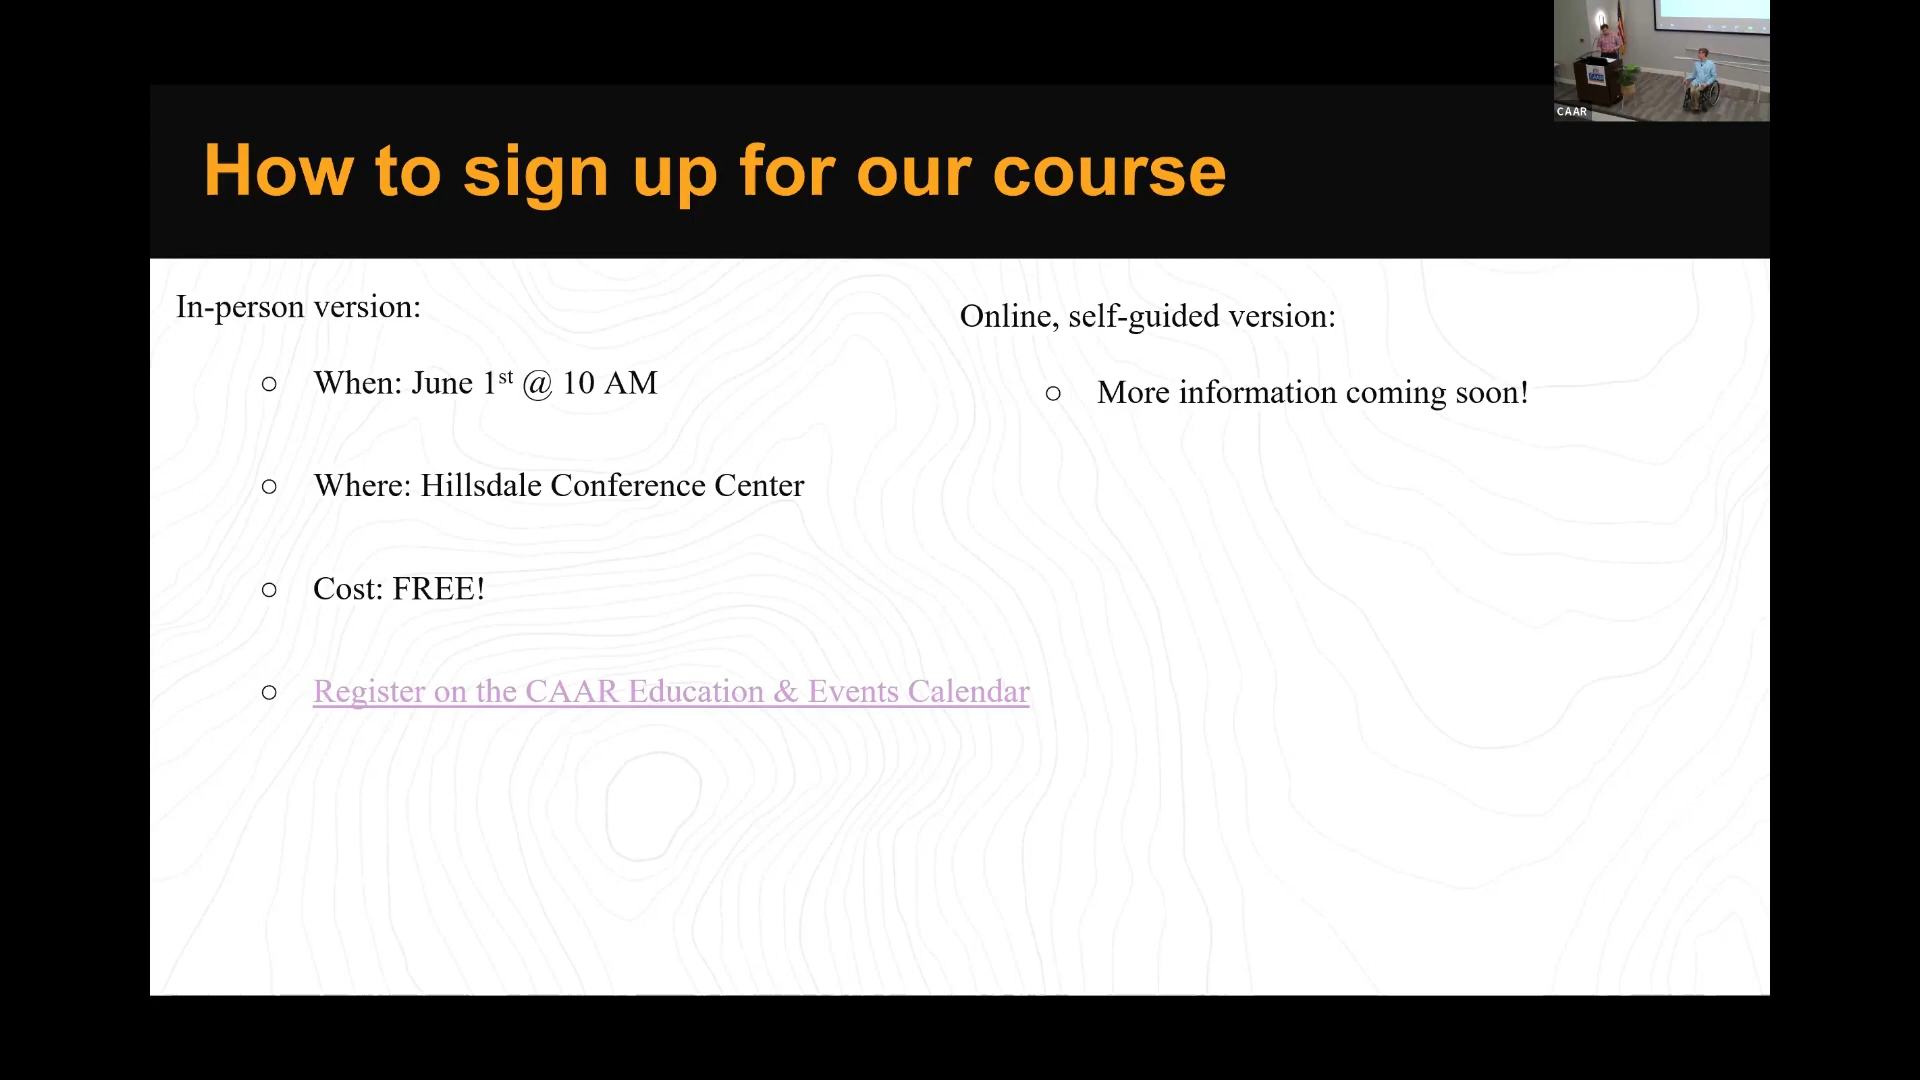 CAAR
How to sign up for our course
In-person version:
○ When: June 1st @ 10 AM
○ Where: Hillsdale Conference Center
○ Cost: FREE!
○ Register on the CAAR Education & Events Calendar
Online, self-guided version:
○ More information coming soon!